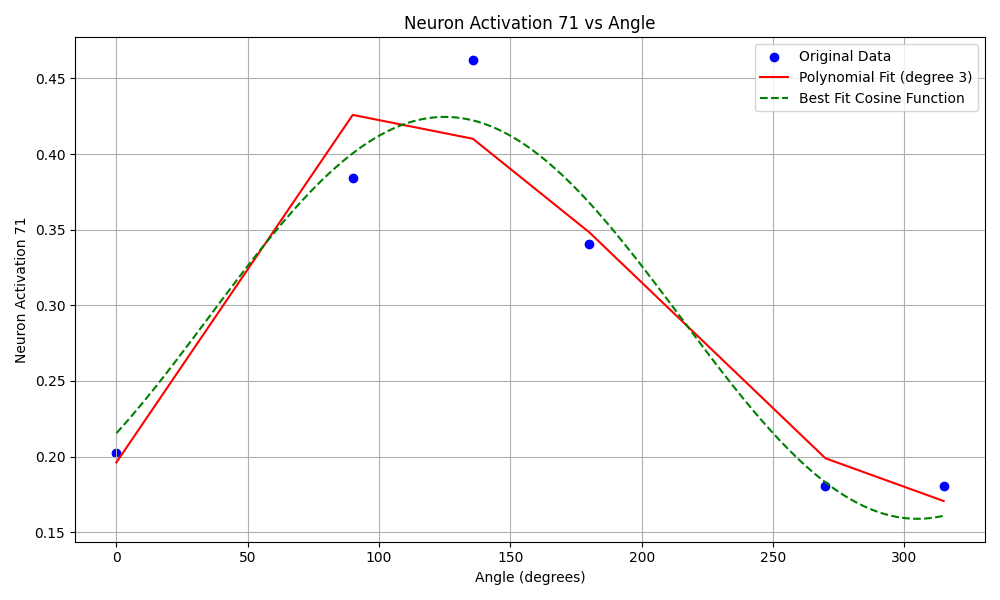 Neuron Activation 71 vs Angle
Original Data
Polynomial Fit (degree 3)
Best Fit Cosine Function
Neuron Activation 71
0.45
0.40
0.35
0.30
0.25
0.20
0.15
0 50 100 150 200 250 300
Angle (degrees)